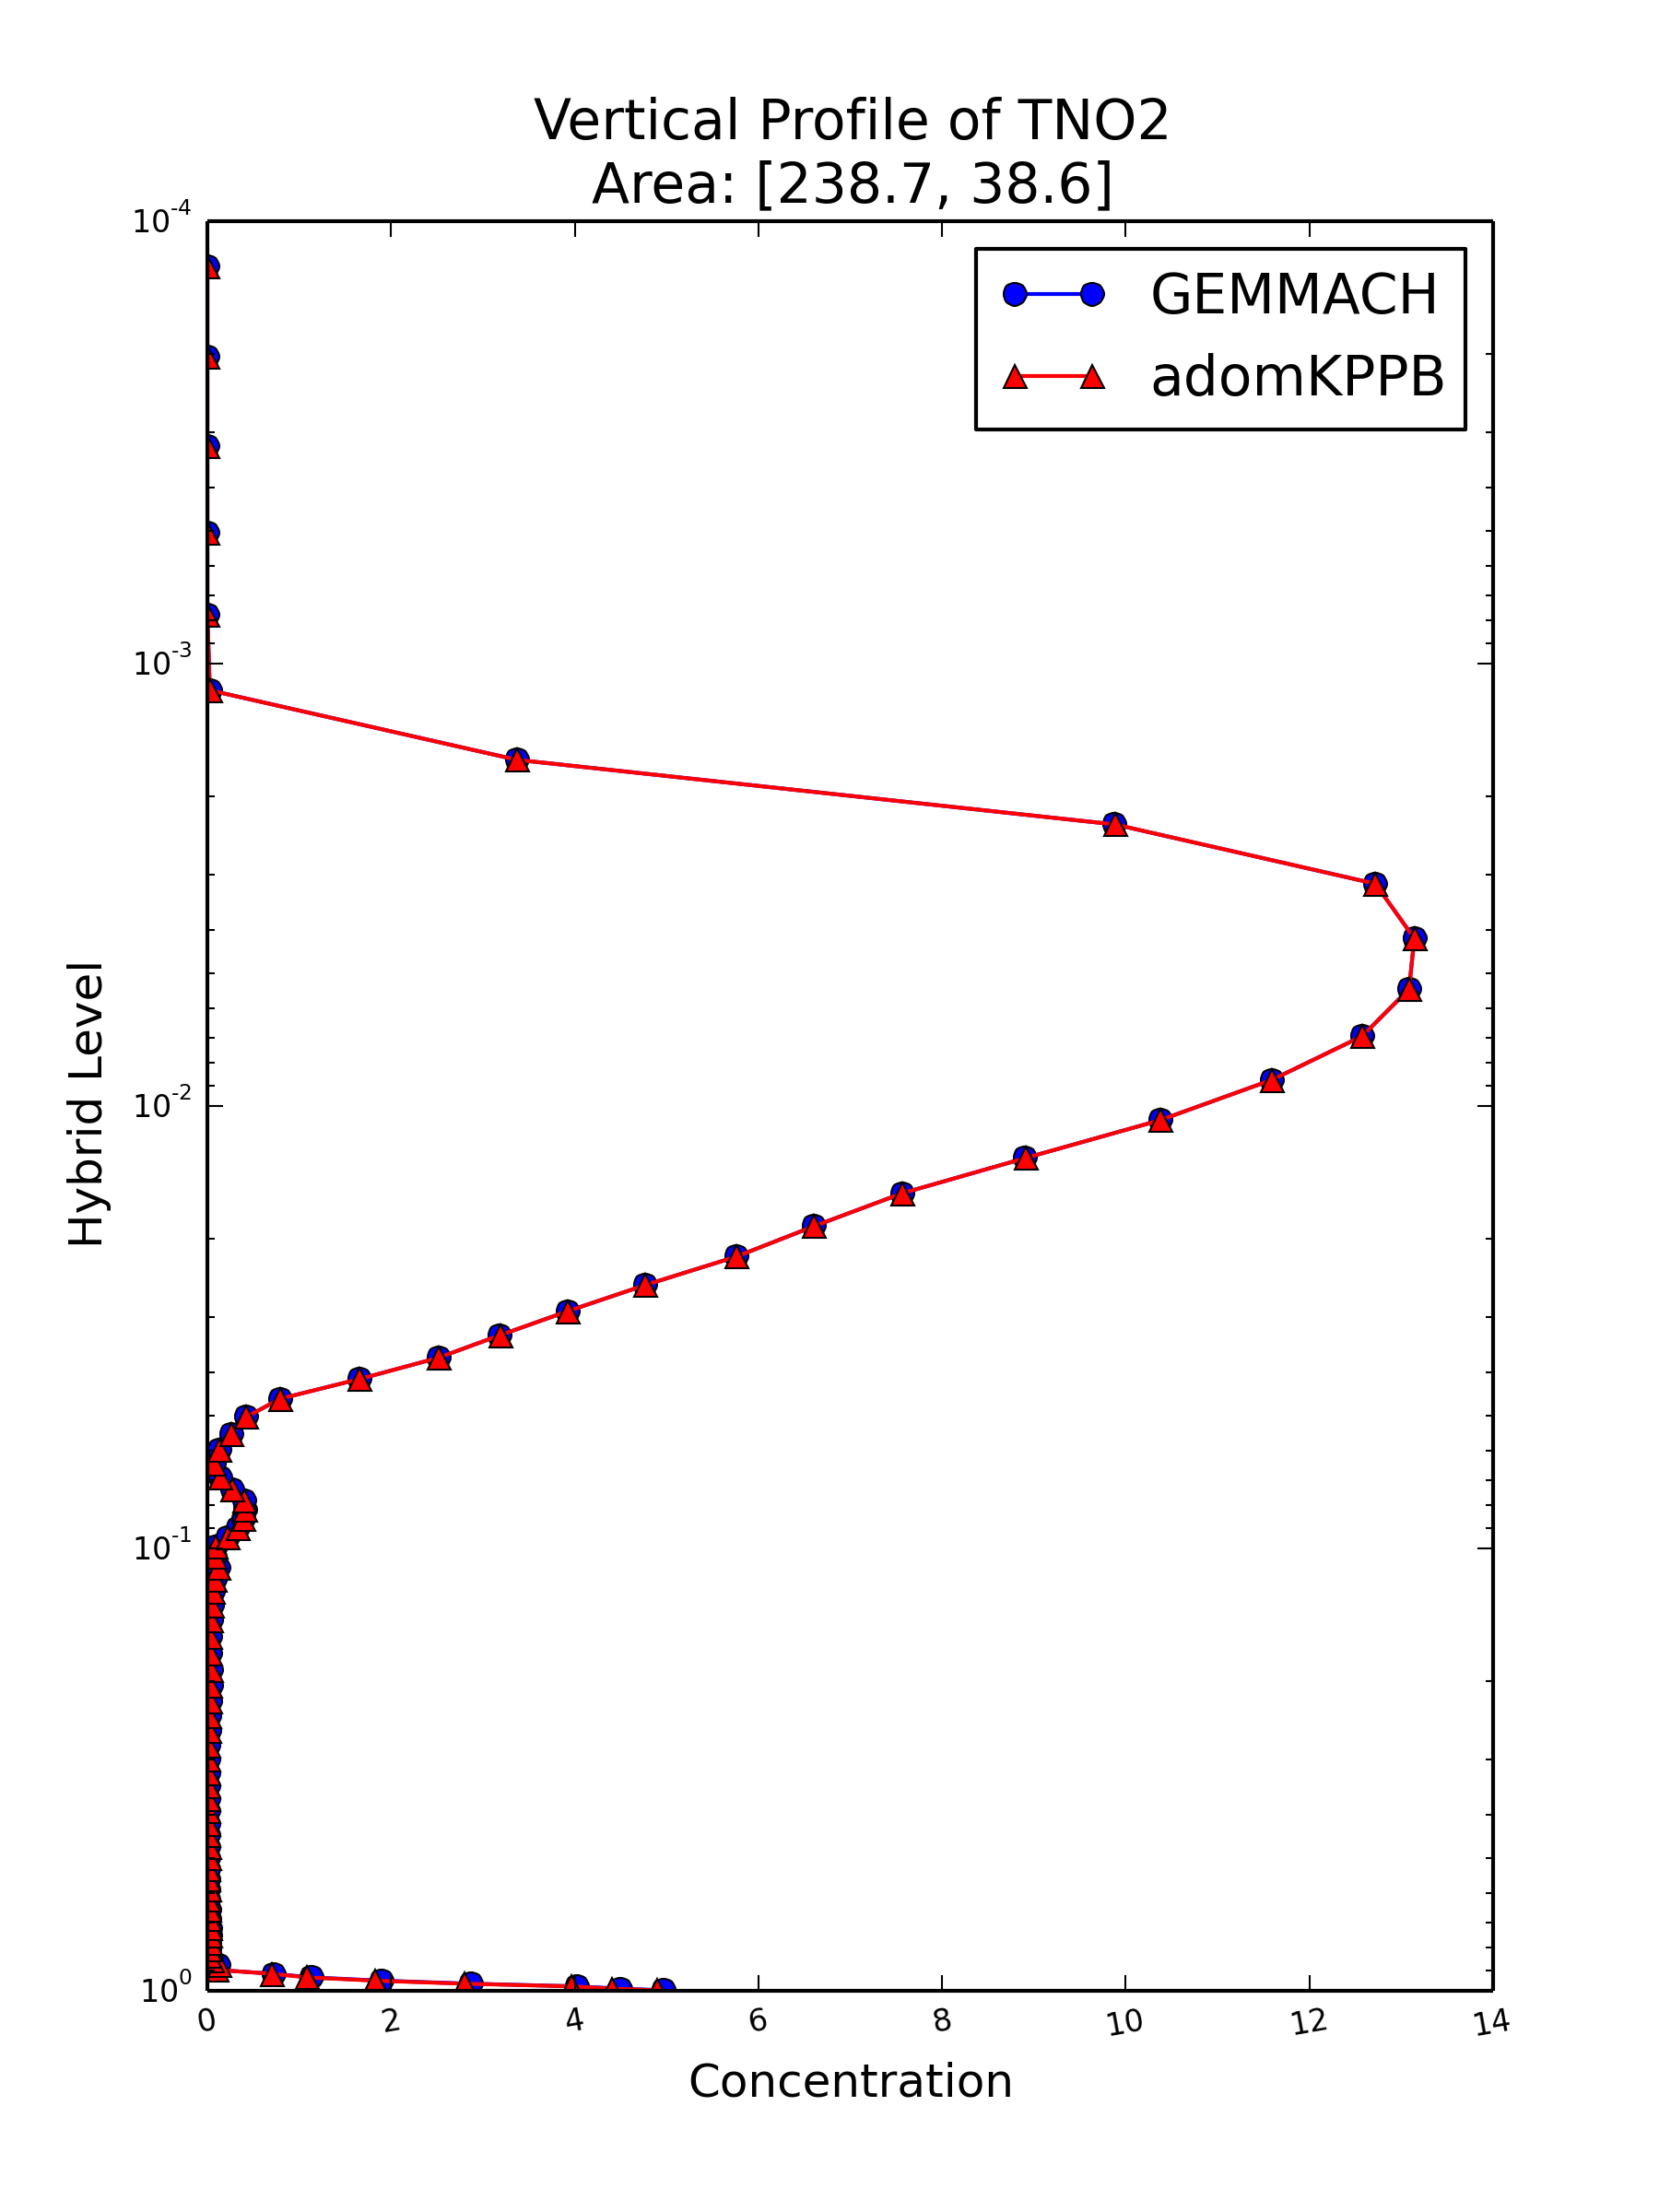 Vertical Profile of TNO2
Area: [238.7, 38.6]
GEMMACH
adomKPPB
Hybrid Level
10-4
10-3
10-2
10-1
100
0 2 4 6 8 10 12 14
Concentration